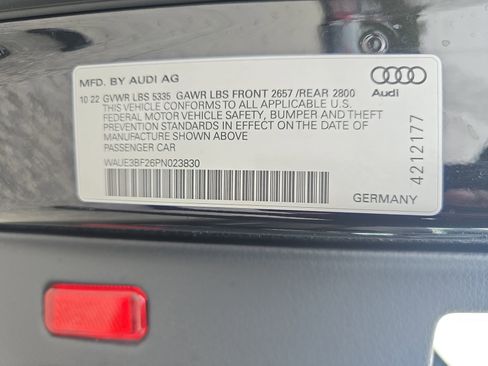 MFD. BY AUDI AG
10 22 GVWR LBS 5335 GAWR LBS FRONT 2657 /REAR 2800
THIS VEHICLE CONFORMS TO ALL APPLICABLE U.S.
FEDERAL MOTOR VEHICLE SAFETY, BUMPER AND THEFT
PREVENTION STANDARDS IN EFFECT ON THE DATE OF
MANUFACTURE SHOWN ABOVE
PASSENGER CAR
WAUE3BF26PN023830
GERMANY
Audi
4212177